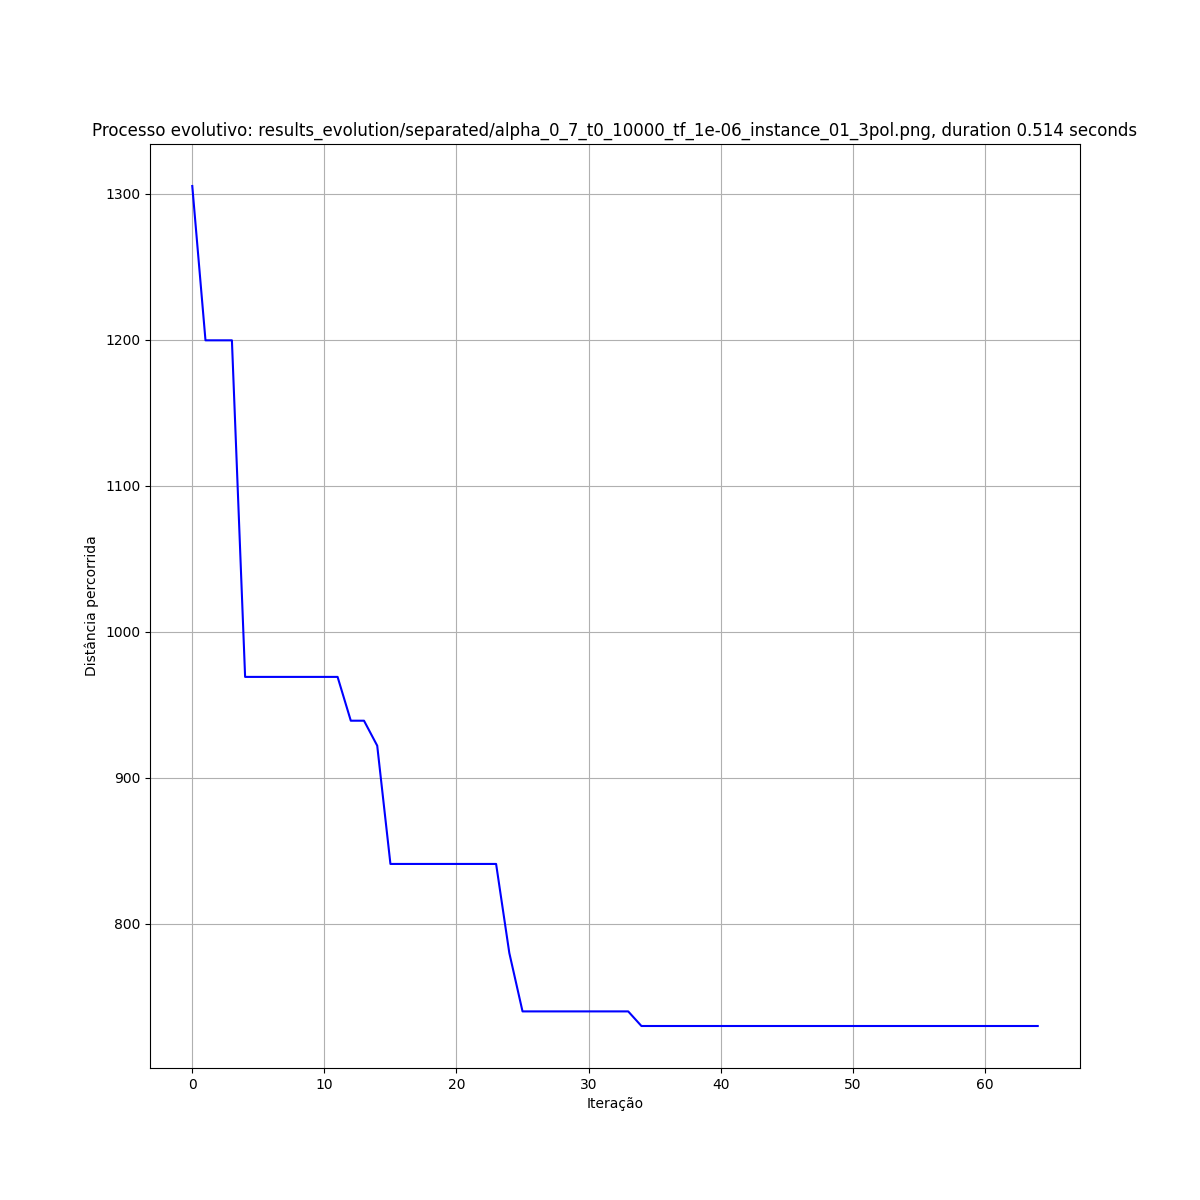 Processo evolutivo: results_evolution/separated/alpha_0_7_t0_10000_tf_1e-06_instance_01_3pol.png, duration 0.514 seconds
1300
1200
1100
1000
900
800
Distância percorrida
0 10 20 30 40 50 60
Iteração